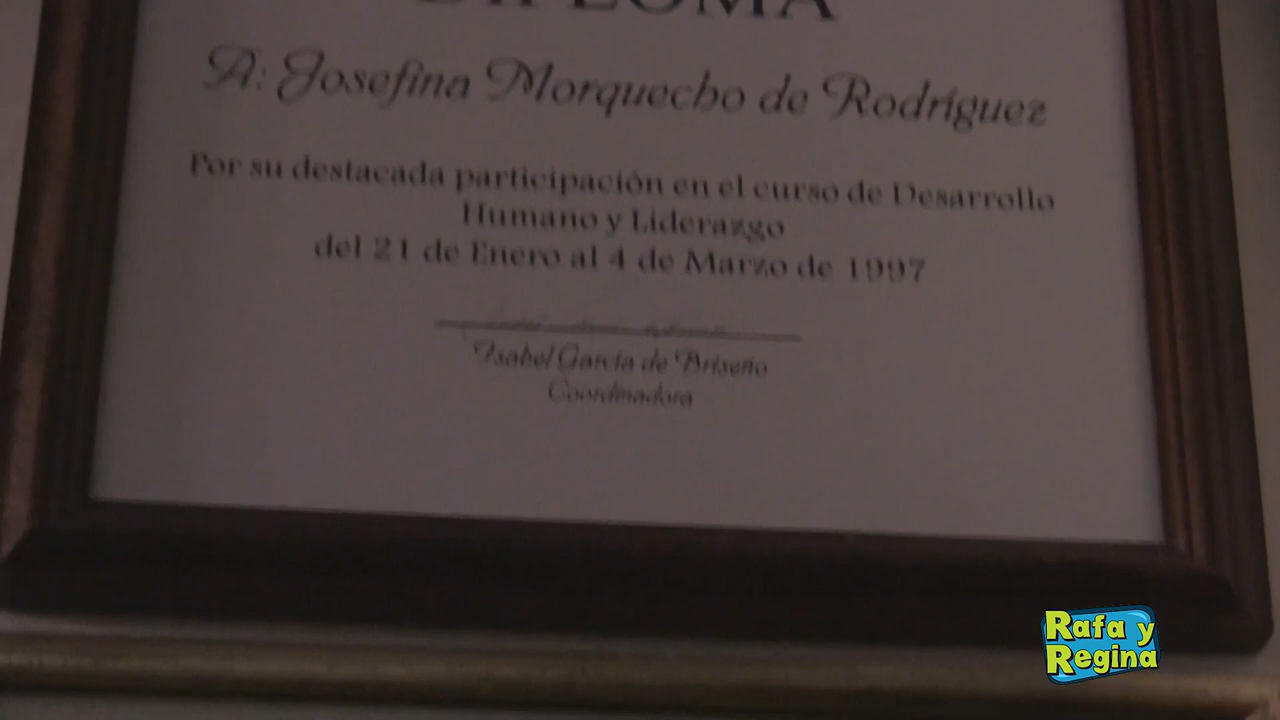 DIPLOMA
A: Josefina Morquecho de Rodríguez
Por su destacada participación en el curso de Desarrollo
Humano y Liderazgo
del 21 de Enero al 4 de Marzo de 1997
Isabel García de Briseño
Coordinadora
Rafa y
Regina